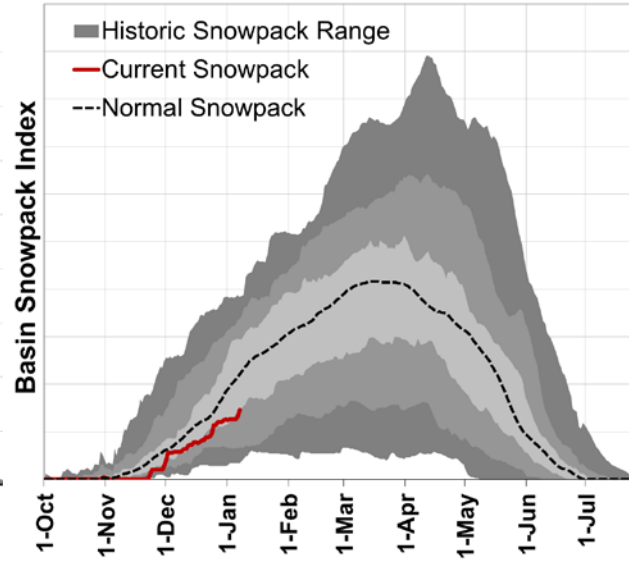 Historic Snowpack Range
Current Snowpack
Normal Snowpack
Basin Snowpack Index
1-Oct
1-Nov
1-Dec
1-Jan
1-Feb
1-Mar
1-Apr
1-May
1-Jun
1-Jul